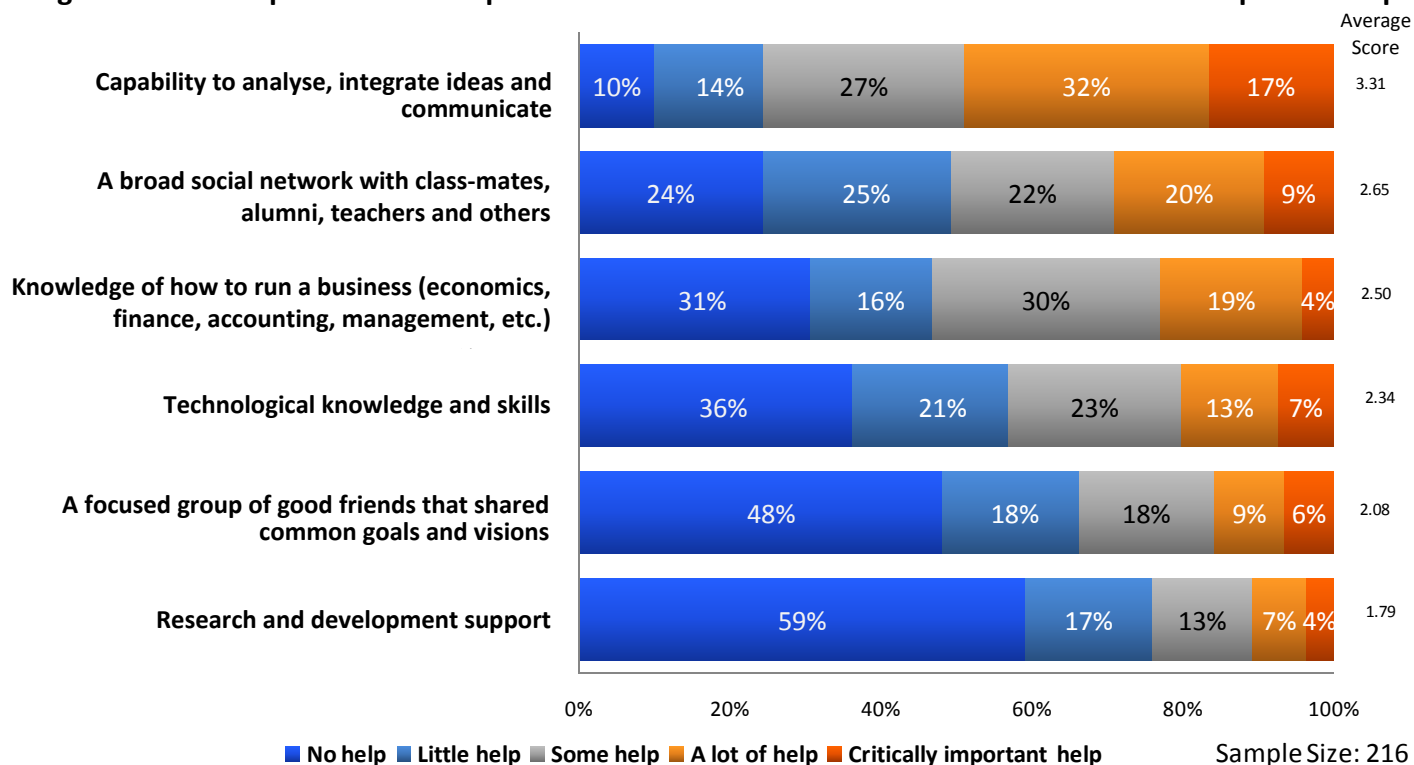 Average
Score
Capability to analyse, integrate ideas and
communicate
10% 14% 27% 32% 17% 3.31
A broad social network with class-mates,
alumni, teachers and others
24% 25% 22% 20% 9% 2.65
Knowledge of how to run a business (economics,
finance, accounting, management, etc.)
31% 16% 30% 19% 4% 2.50
Technological knowledge and skills
36% 21% 23% 13% 7% 2.34
A focused group of good friends that shared
common goals and visions
48% 18% 18% 9% 6% 2.08
Research and development support
59% 17% 13% 7% 4% 1.79
0% 20% 40% 60% 80% 100%
No help Little help Some help A lot of help Critically important help
Sample Size: 216